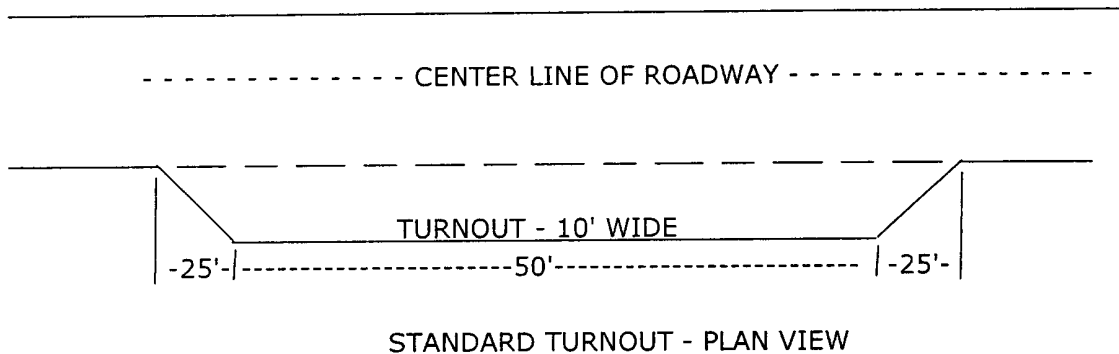 CENTER LINE OF ROADWAY
TURNOUT - 10' WIDE
-25'- 50' -25'-
STANDARD TURNOUT - PLAN VIEW